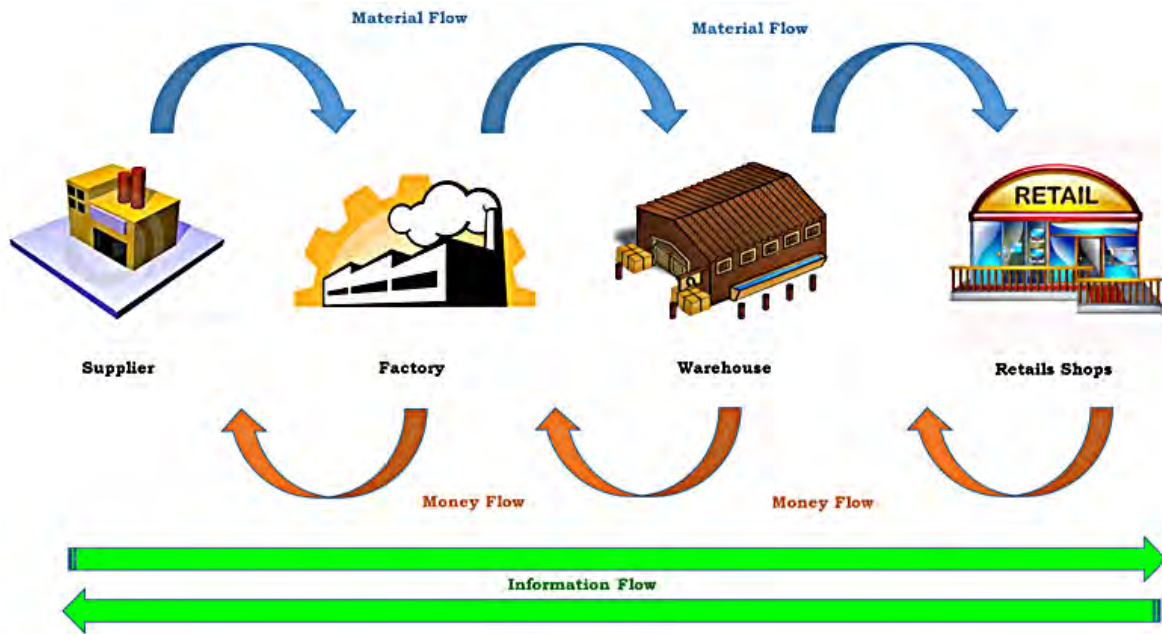 Material Flow
Material Flow
RETAIL
Supplier
Factory
Warehouse
Retails Shops
Money Flow
Money Flow
Information Flow